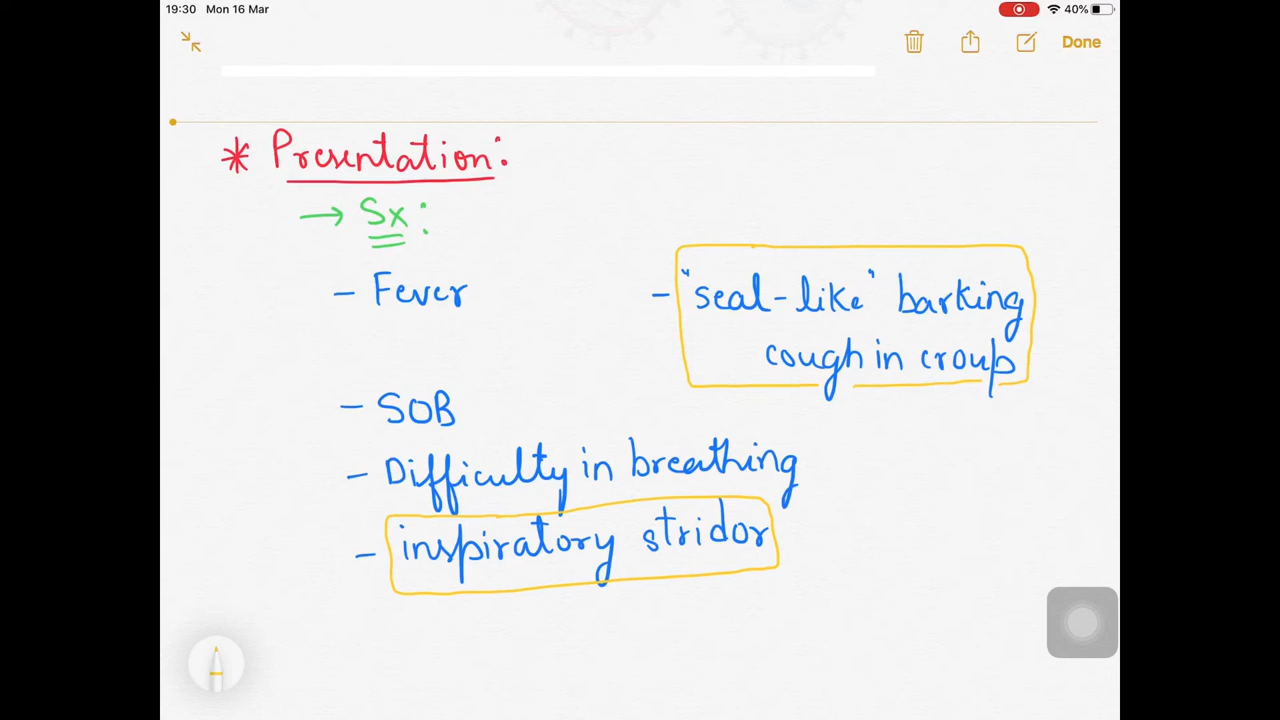 19:30 Mon 16 Mar
40%
Done
* Presentation:
→ Sx:
- Fever
- "seal-like" barking
cough in croup
- SOB
- Difficulty in breathing
- inspiratory stridor